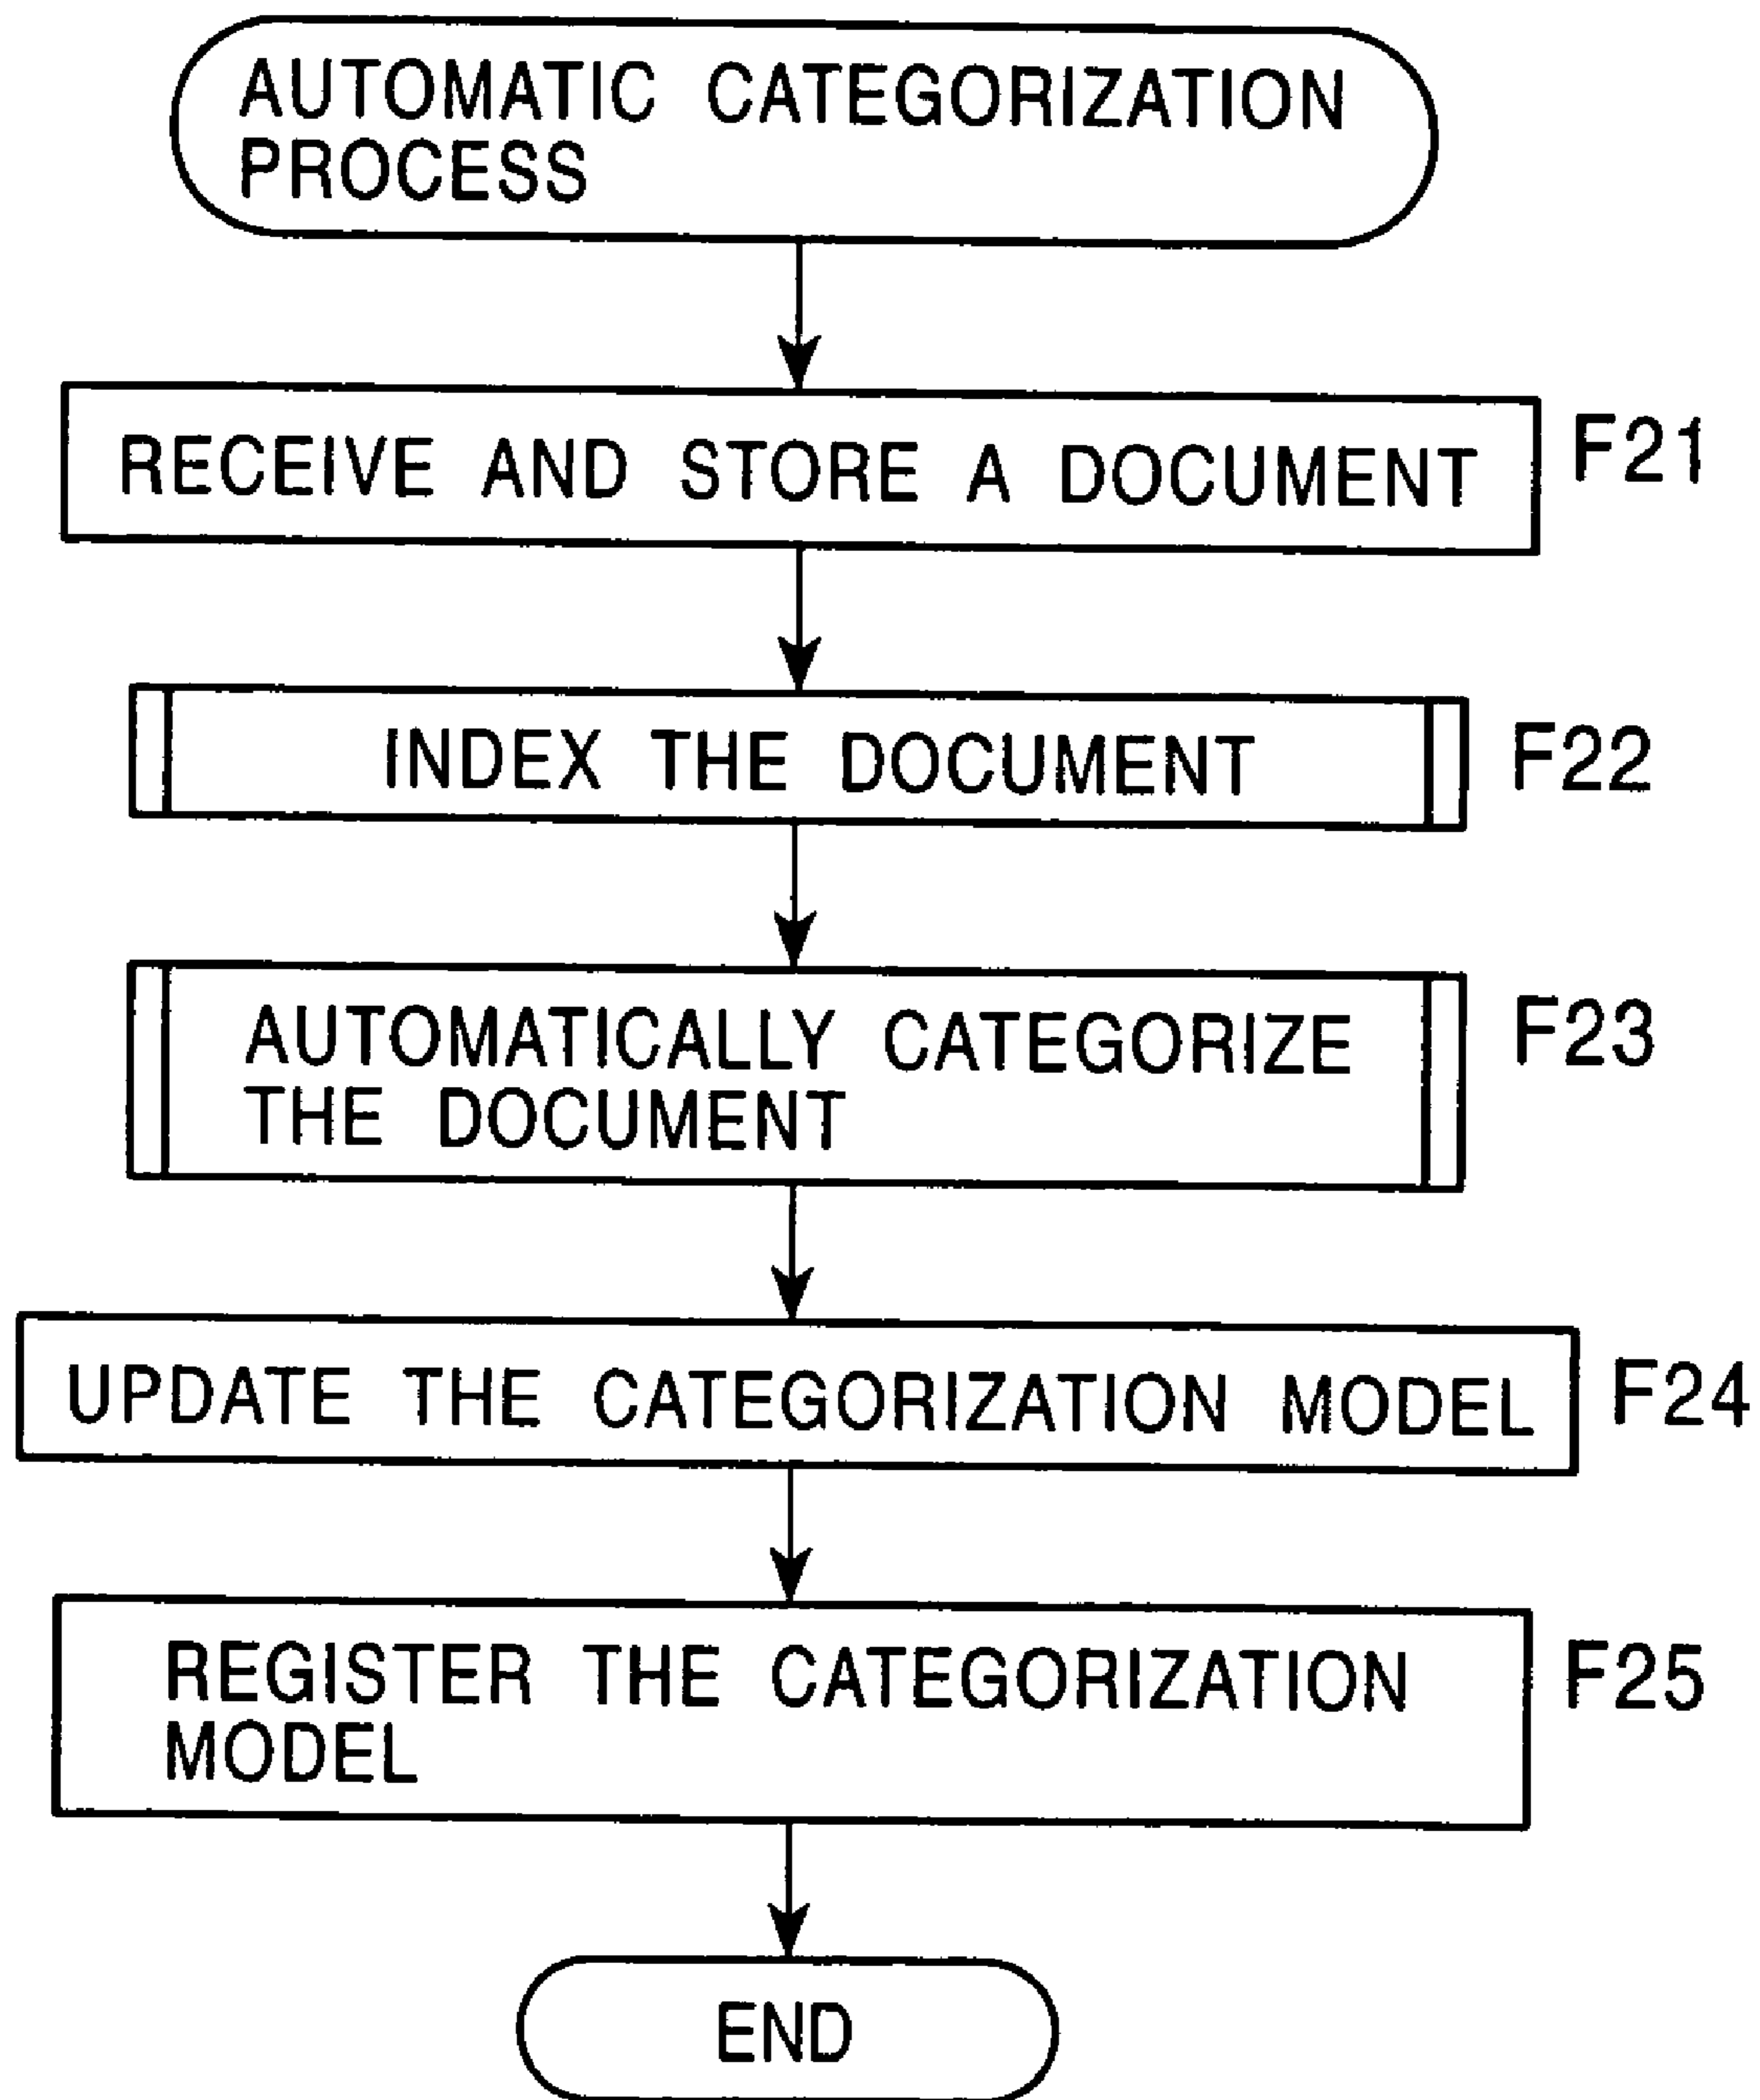 AUTOMATIC CATEGORIZATION
PROCESS
RECEIVE AND STORE A DOCUMENT
F21
INDEX THE DOCUMENT
F22
AUTOMATICALLY CATEGORIZE
THE DOCUMENT
F23
UPDATE THE CATEGORIZATION MODEL
F24
REGISTER THE CATEGORIZATION
MODEL
F25
END